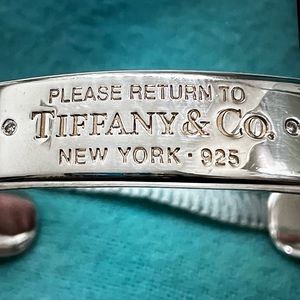 PLEASE RETURN TO
TIFFANY & CO.
NEW YORK · 925